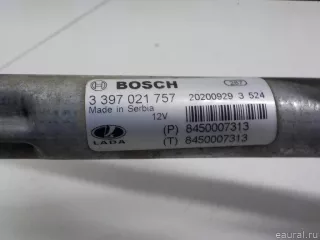 BOSCH
3 397 021 757 20200929 3 524
Made in Serbia
12V
(P) 8450007313
LADA
(T) 8450007313
eaural.ru